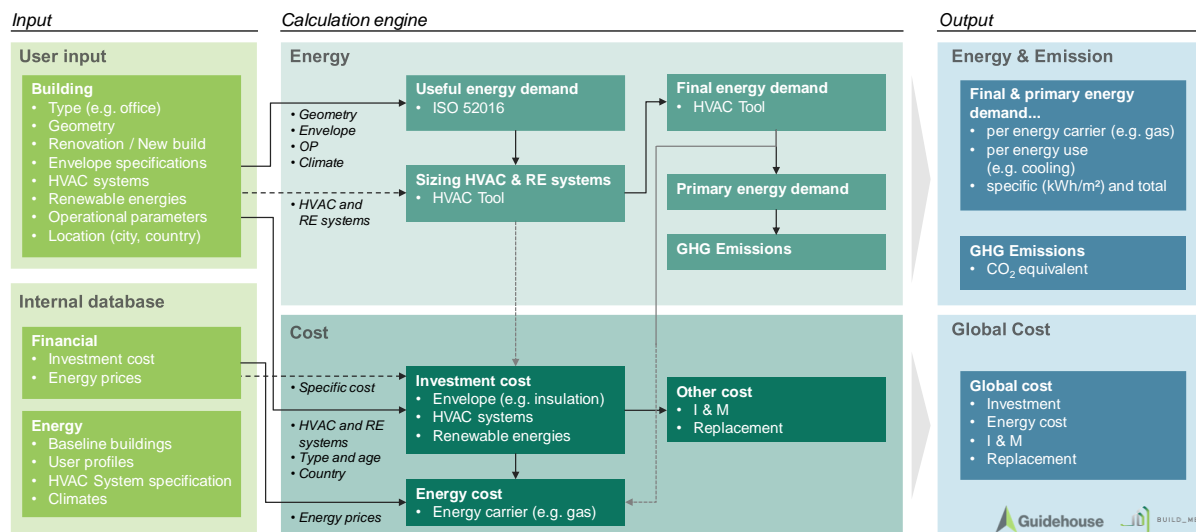 Input
Calculation engine
Output
User input
Building
• Type (e.g. office)
• Geometry
• Renovation / New build
• Envelope specifications
• HVAC systems
• Renewable energies
• Operational parameters
• Location (city, country)
Internal database
Financial
• Investment cost
• Energy prices
Energy
• Baseline buildings
• User profiles
• HVAC System specification
• Climates
Energy
• Geometry
• Envelope
• OP
• Climate
• HVAC and
RE systems
Useful energy demand
• ISO 52016
Sizing HVAC & RE systems
• HVAC Tool
Final energy demand
• HVAC Tool
Primary energy demand
GHG Emissions
Cost
• Specific cost
• HVAC and RE
systems
• Type and age
• Country
• Energy prices
Investment cost
• Envelope (e.g. insulation)
• HVAC systems
• Renewable energies
Energy cost
• Energy carrier (e.g. gas)
Other cost
• I & M
• Replacement
Energy & Emission
Final & primary energy
demand...
• per energy carrier (e.g. gas)
• per energy use
(e.g. cooling)
• specific (kWh/m²) and total
GHG Emissions
• CO₂ equivalent
Global Cost
Global cost
• Investment
• Energy cost
• I & M
• Replacement
Guidehouse